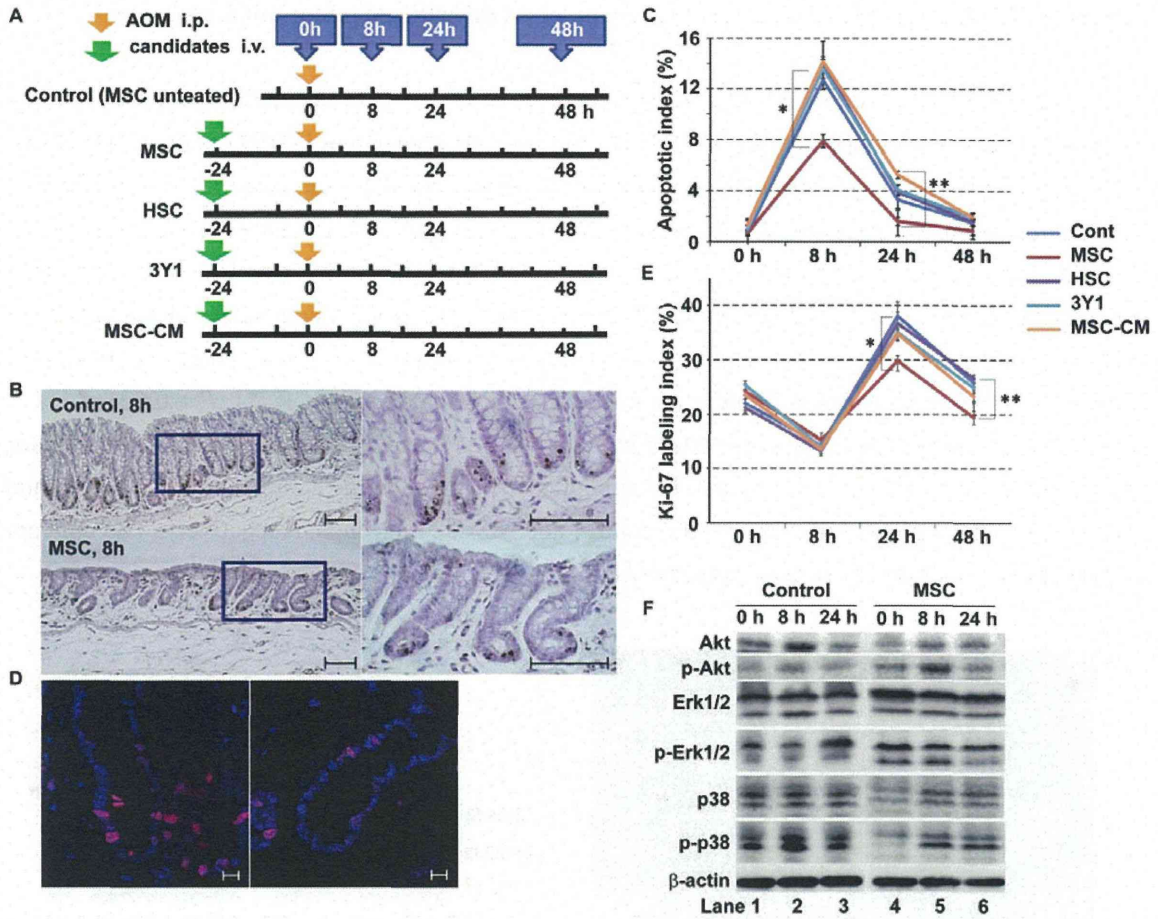 A
AOM i.p.
candidates i.v.
0h 8h 24h 48h
Control (MSC unteated)
0 8 24 48 h
MSC
-24 0 8 24 48
HSC
-24 0 8 24 48
3Y1
-24 0 8 24 48
MSC-CM
-24 0 8 24 48
B
Control, 8h
MSC, 8h
D
C
Apoptotic index (%)
16
12
8
4
0
*
**
0 h 8 h 24 h 48 h
Cont
MSC
HSC
3Y1
MSC-CM
E
Ki-67 labeling index (%)
40
30
20
10
0
*
**
0 h 8 h 24 h 48 h
F
Control MSC
0 h 8 h 24 h 0 h 8 h 24 h
Akt
p-Akt
Erk1/2
p-Erk1/2
p38
p-p38
β-actin
Lane 1 2 3 4 5 6